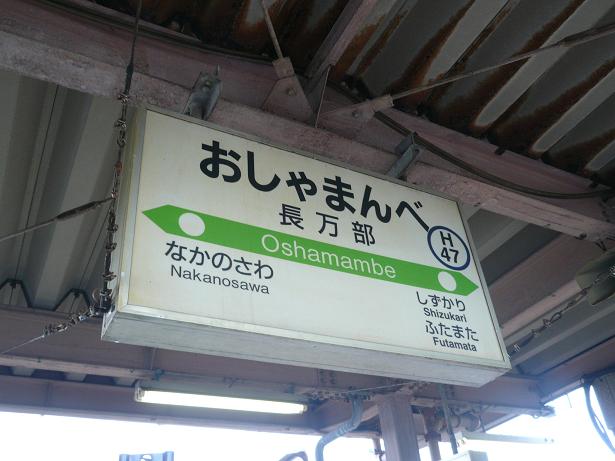 おしゃまんべ
長万部
H
47
Oshamambe
なかのさわ
Nakanosawa
しずかり
Shizukari
ふたまた
Futamata